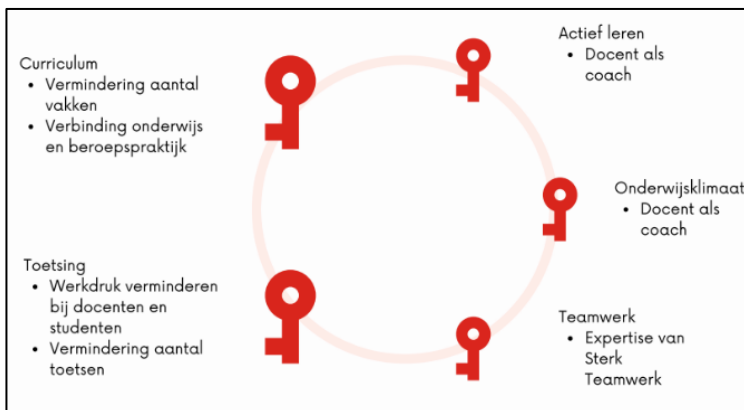 Curriculum
• Vermindering aantal
vakken
• Verbinding onderwijs
en beroepspraktijk
Toetsing
• Werkdruk verminderen
bij docenten en
studenten
• Vermindering aantal
toetsen
Actief leren
• Docent als
coach
Onderwijsklimaat
• Docent als
coach
Teamwerk
• Expertise van
Sterk
Teamwerk